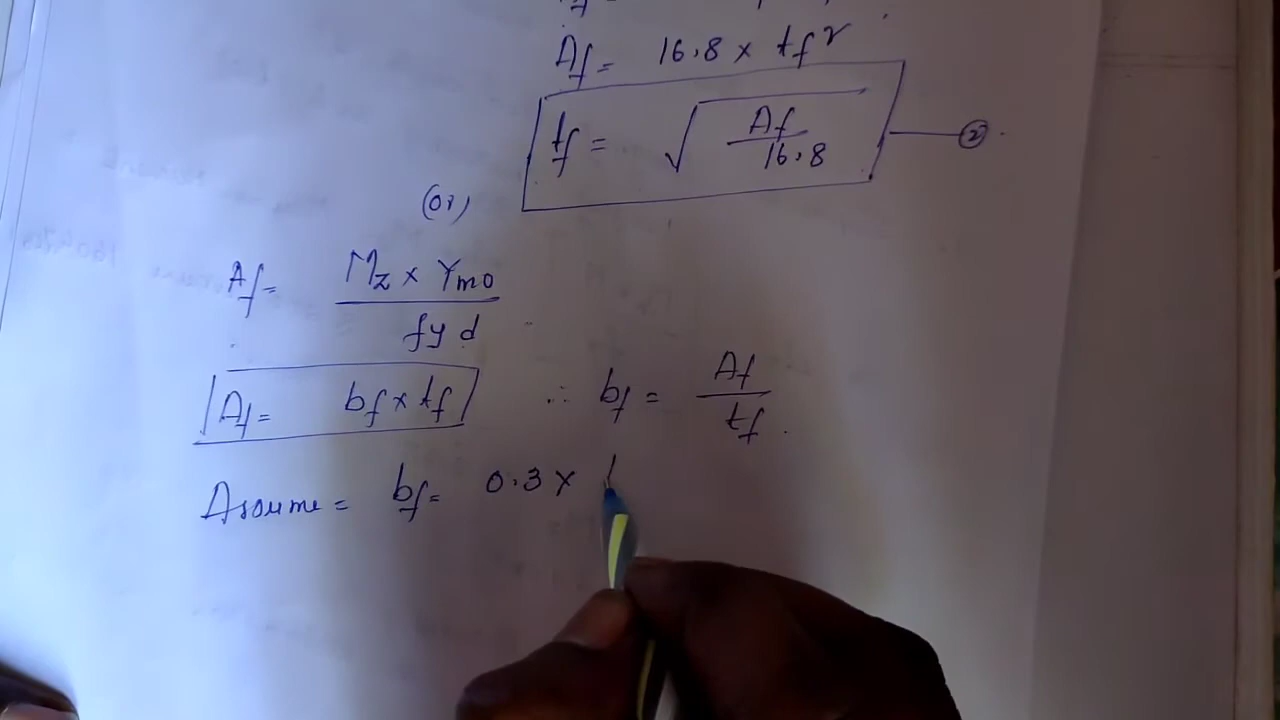 Af = 16.8 × tf²
tf = √(Af / 16.8) ②
(or)
Af = (Mz × γm0) / (fy d)
Af = bf × tf ∴ bf = Af / tf
Assume = bf = 0.3 ×